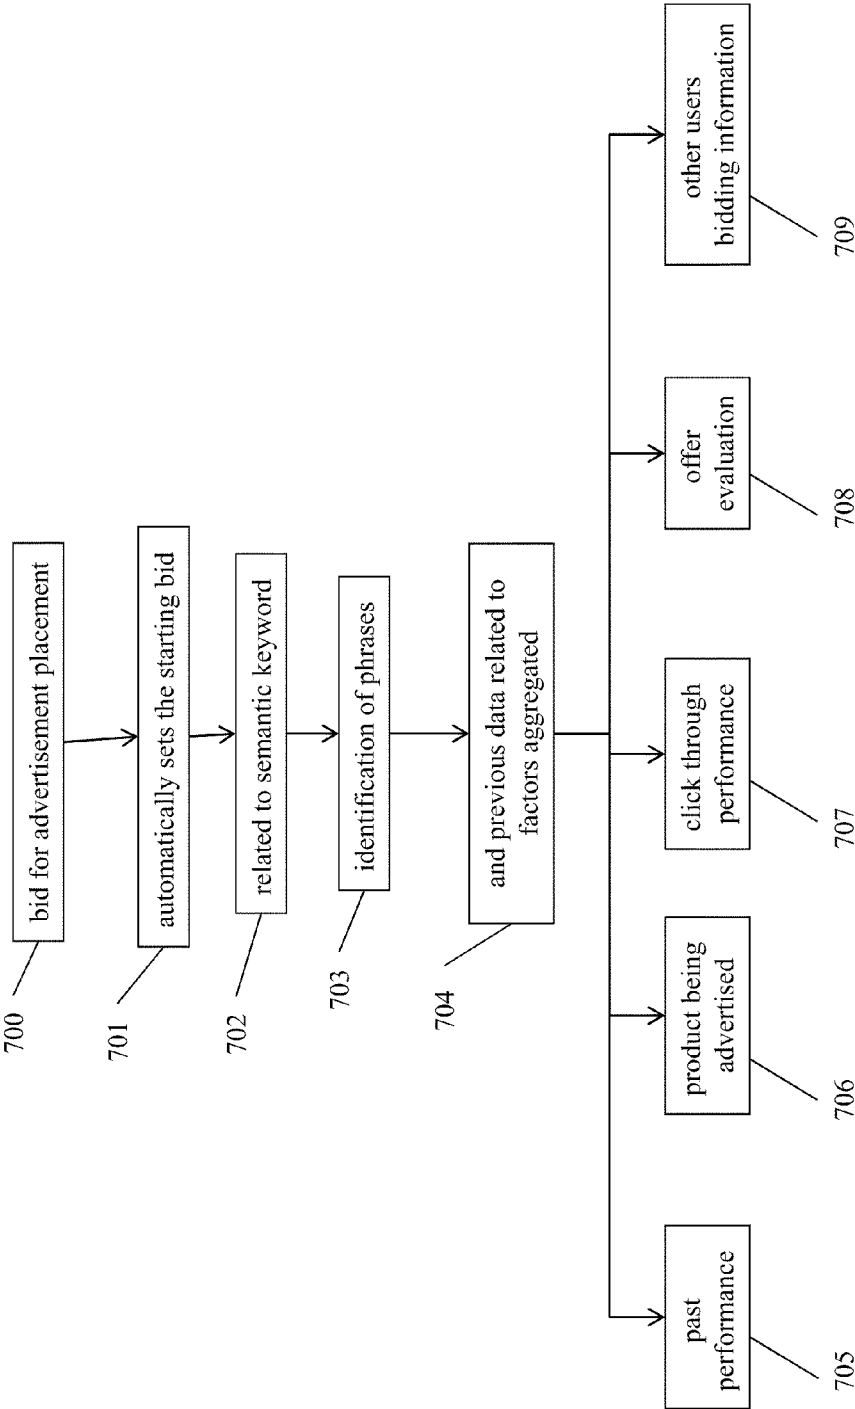 bid for advertisement placement
700
automatically sets the starting bid
701
related to semantic keyword
702
identification of phrases
703
and previous data related to
factors aggregated
704
past
performance
705
product being
advertised
706
click through
performance
707
offer
evaluation
708
other users
bidding information
709